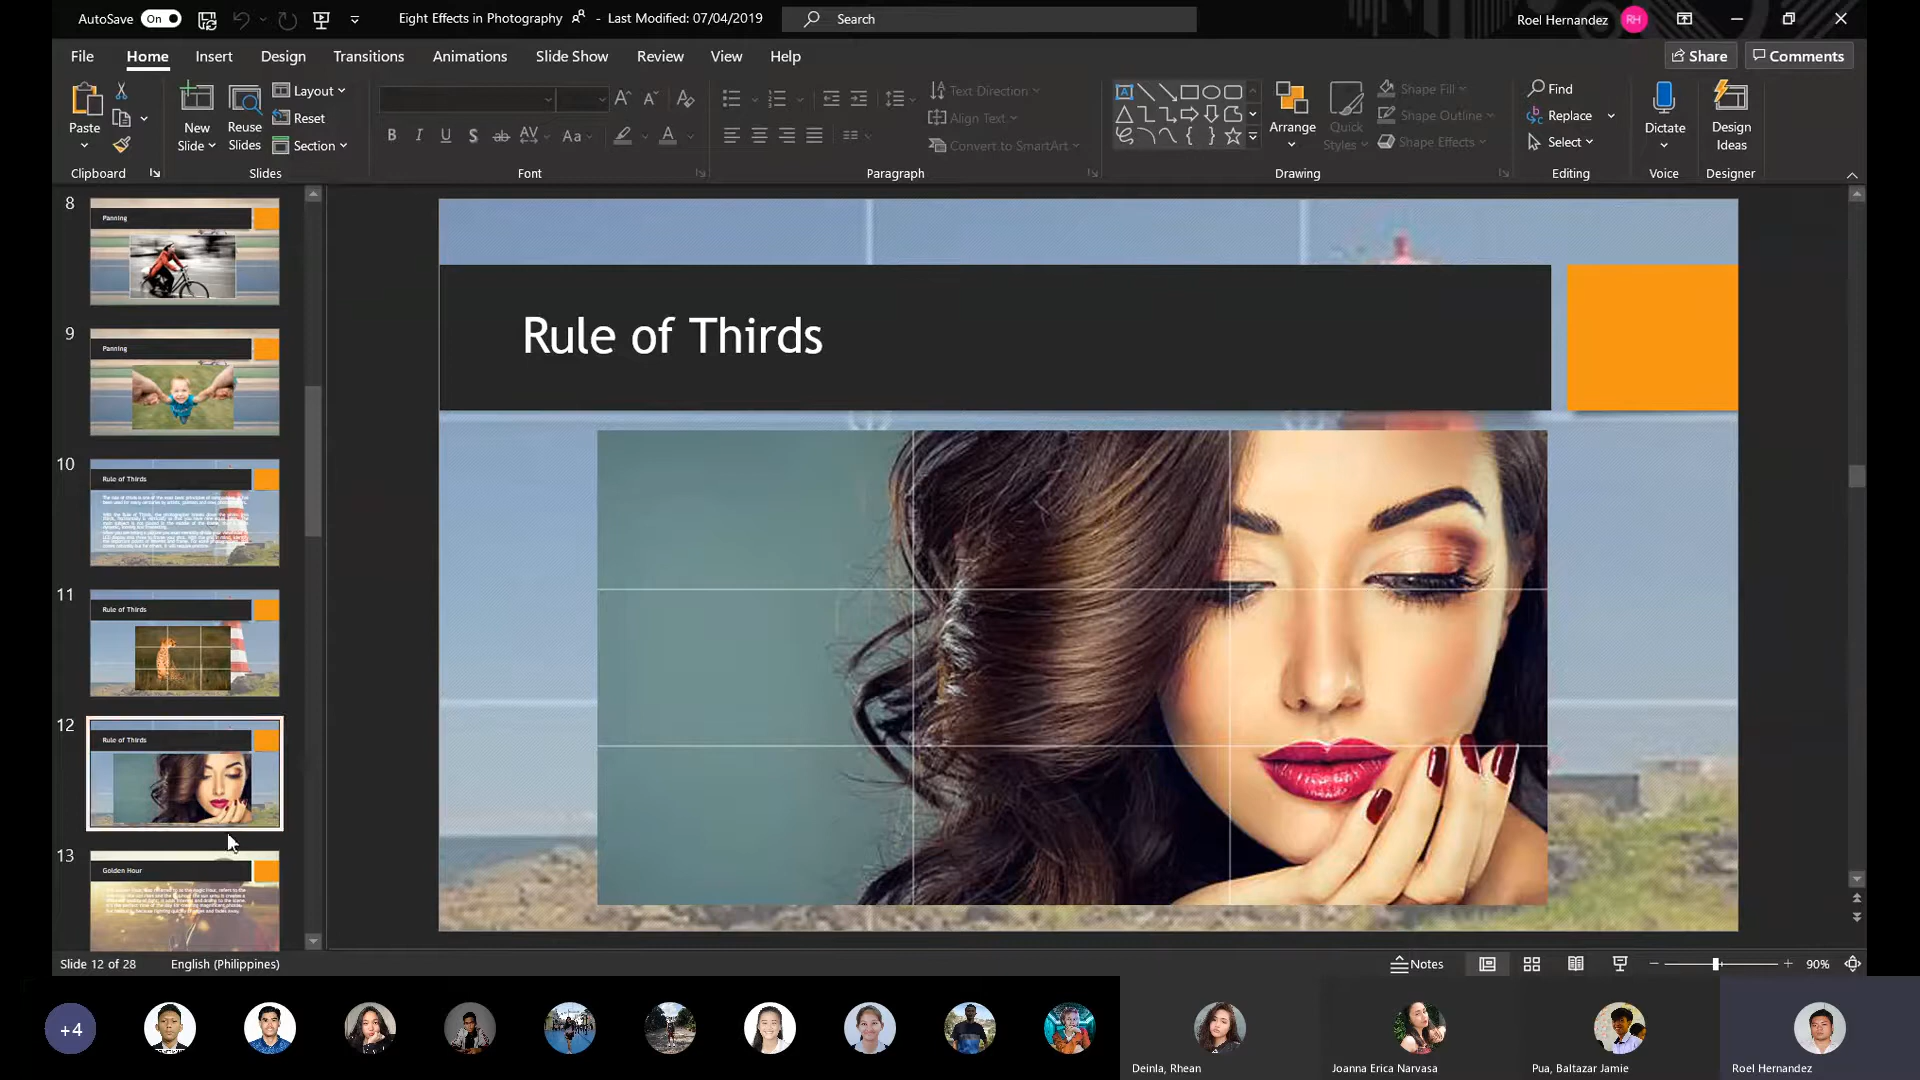 AutoSave On
Eight Effects in Photography - Last Modified: 07/04/2019
Search
Roel Hernandez RH
File Home Insert Design Transitions Animations Slide Show Review View Help
Share Comments
Paste
New Slide
Reuse Slides
Layout
Reset
Section
B I U S ab AV Aa A
Text Direction
Align Text
Convert to SmartArt
Arrange
Quick Styles
Shape Fill
Shape Outline
Shape Effects
Find
Replace
Select
Dictate
Design Ideas
Clipboard Slides Font Paragraph Drawing Editing Voice Designer
8
Panning
9
Panning
10
Rule of Thirds
11
Rule of Thirds
12
Rule of Thirds
13
Golden Hour
Rule of Thirds
Slide 12 of 28 English (Philippines)
Notes
90%
+4
Deinla, Rhean
Joanna Erica Narvasa
Pua, Baltazar Jamie
Roel Hernandez